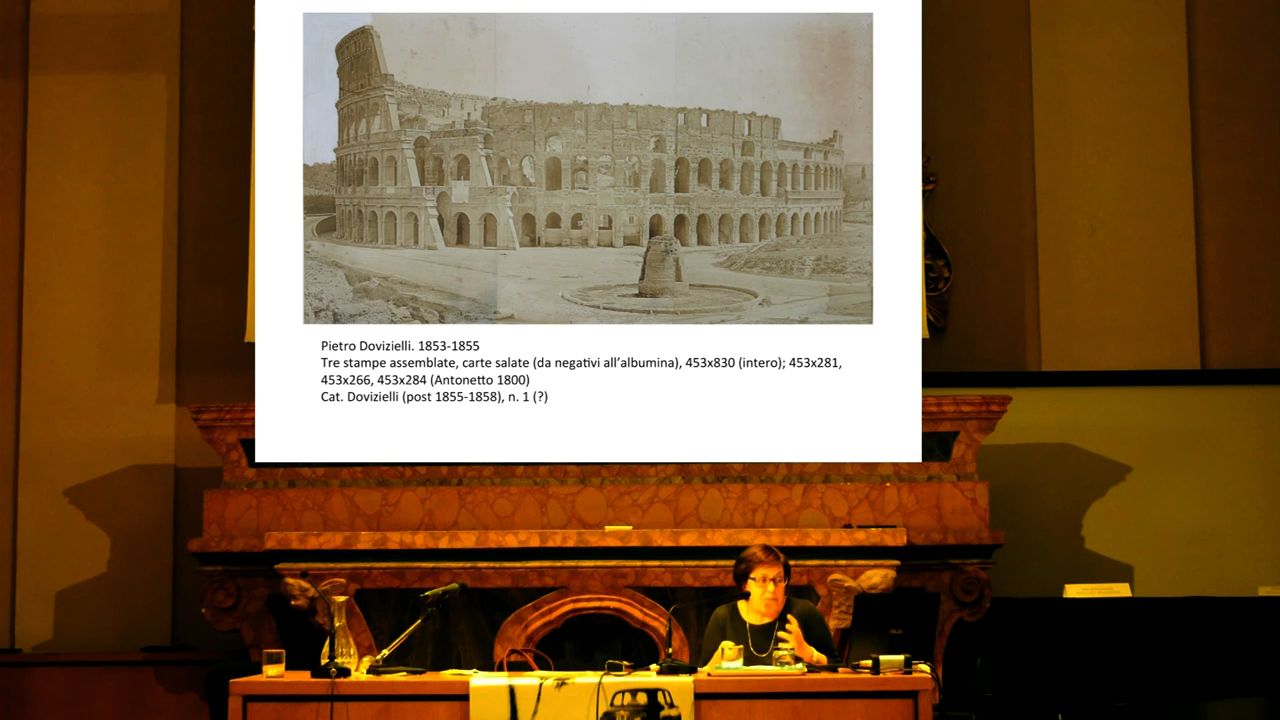 Pietro Dovizielli. 1853-1855
Tre stampe assemblate, carte salate (da negativi all’albumina), 453x830 (intero); 453x281,
453x266, 453x284 (Antonetto 1800)
Cat. Dovizielli (post 1855-1858), n. 1 (?)